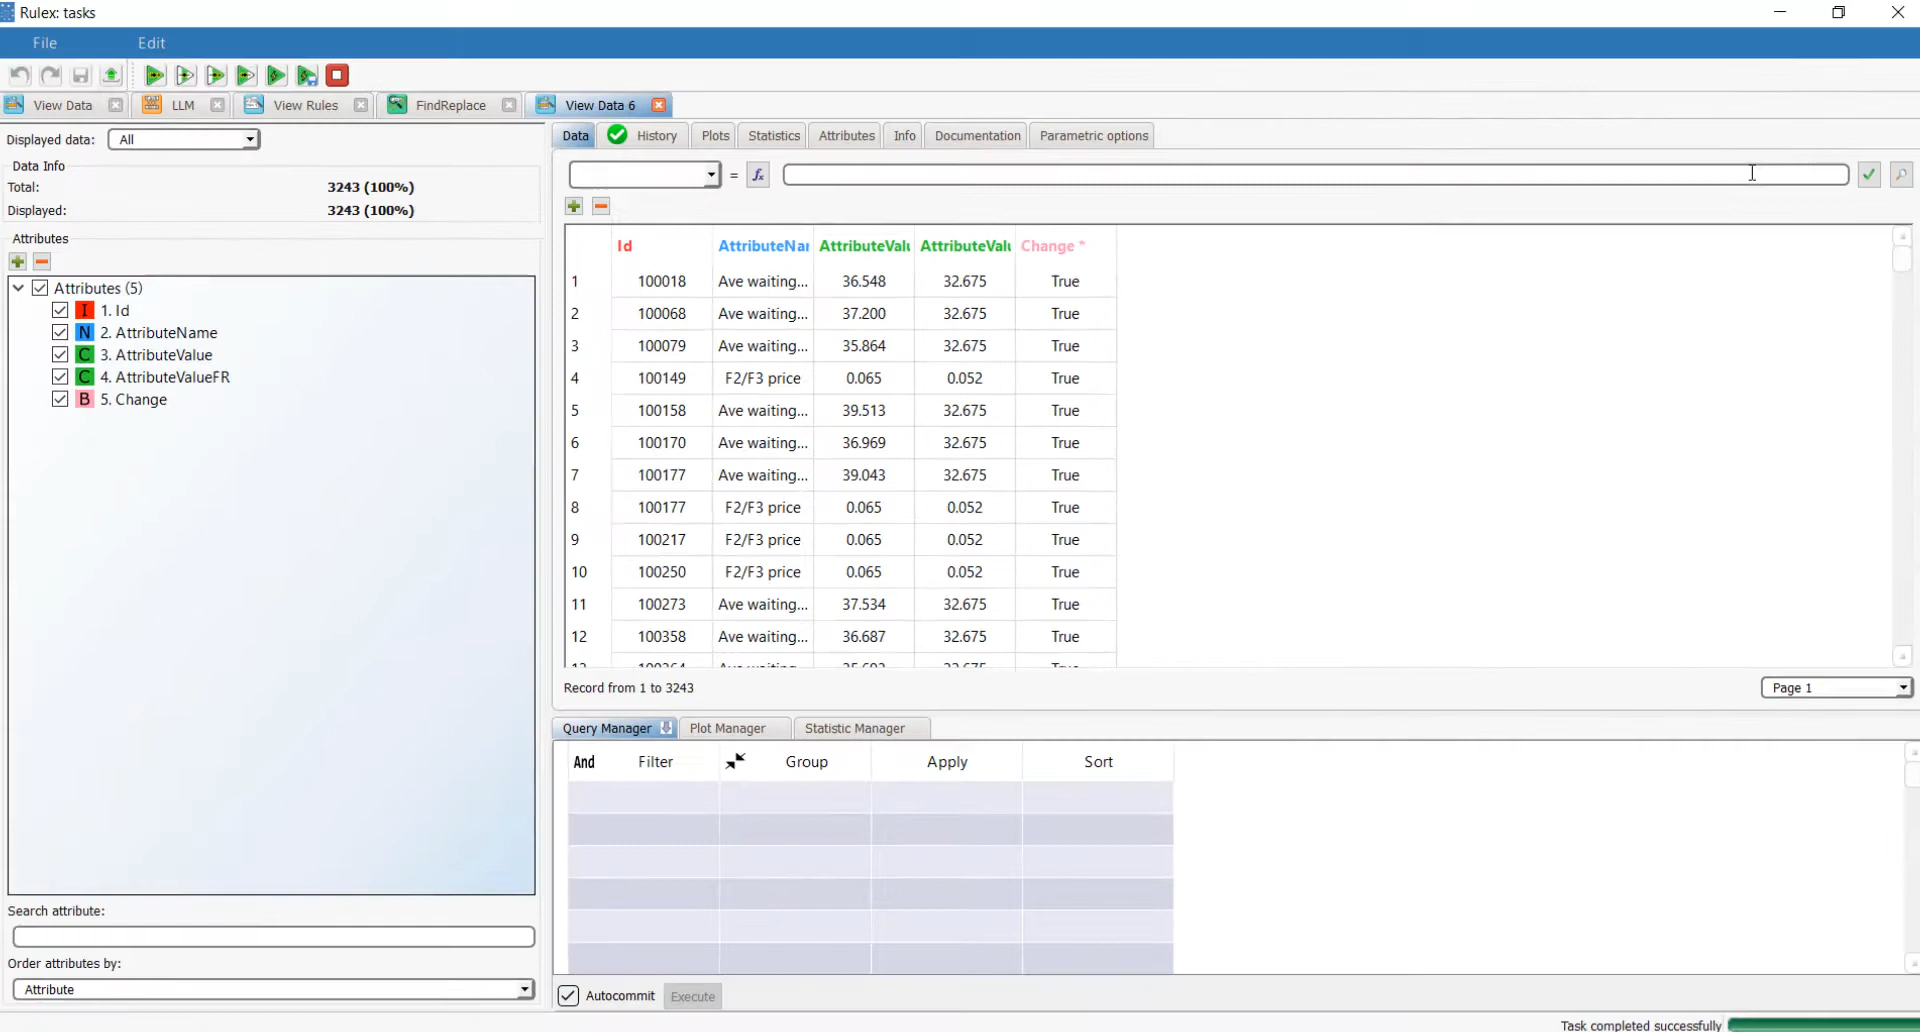 Rulex: tasks
File Edit
View Data LLM View Rules FindReplace View Data 6
Displayed data: All
Data Info
Total: 3243 (100%)
Displayed: 3243 (100%)
Attributes
Attributes (5)
I 1. Id
N 2. AttributeName
C 3. AttributeValue
C 4. AttributeValueFR
B 5. Change
Search attribute:
Order attributes by:
Attribute
Data History Plots Statistics Attributes Info Documentation Parametric options
= fx
Id AttributeNar AttributeValu AttributeValu Change *
1 100018 Ave waiting... 36.548 32.675 True
2 100068 Ave waiting... 37.200 32.675 True
3 100079 Ave waiting... 35.864 32.675 True
4 100149 F2/F3 price 0.065 0.052 True
5 100158 Ave waiting... 39.513 32.675 True
6 100170 Ave waiting... 36.969 32.675 True
7 100177 Ave waiting... 39.043 32.675 True
8 100177 F2/F3 price 0.065 0.052 True
9 100217 F2/F3 price 0.065 0.052 True
10 100250 F2/F3 price 0.065 0.052 True
11 100273 Ave waiting... 37.534 32.675 True
12 100358 Ave waiting... 36.687 32.675 True
Record from 1 to 3243 Page 1
Query Manager Plot Manager Statistic Manager
And Filter Group Apply Sort
Autocommit Execute
Task completed successfully